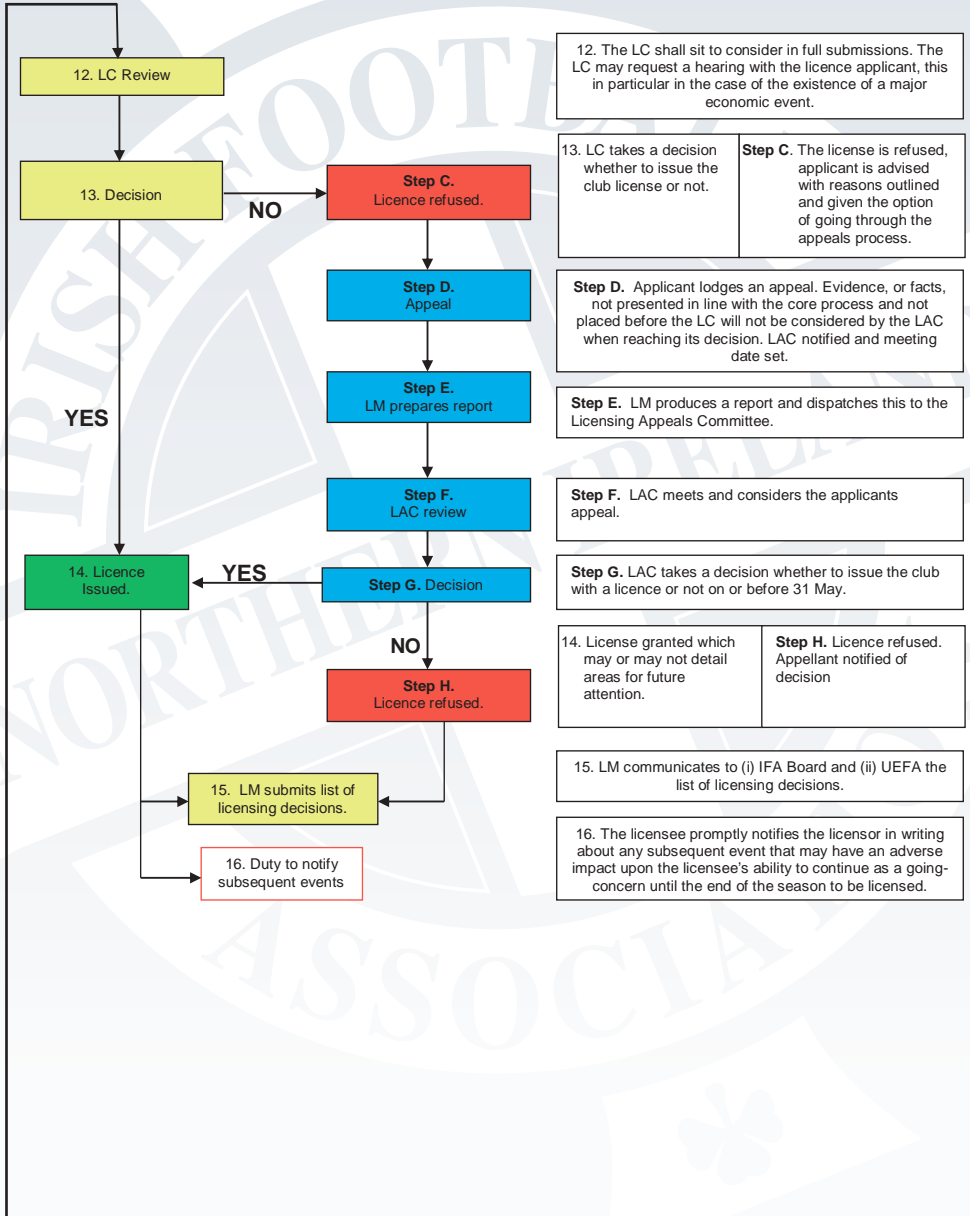 12. LC Review
12. The LC shall sit to consider in full submissions. The
LC may request a hearing with the licence applicant, this
in particular in the case of the existence of a major
economic event.
13. Decision
NO
Step C.
Licence refused.
13. LC takes a decision
whether to issue the
club license or not.
Step C. The license is refused,
applicant is advised
with reasons outlined
and given the option
of going through the
appeals process.
Step D.
Appeal
Step D. Applicant lodges an appeal. Evidence, or facts,
not presented in line with the core process and not
placed before the LC will not be considered by the LAC
when reaching its decision. LAC notified and meeting
date set.
YES
Step E.
LM prepares report
Step E. LM produces a report and dispatches this to the
Licensing Appeals Committee.
Step F.
LAC review
Step F. LAC meets and considers the applicants
appeal.
14. Licence
Issued.
YES
Step G. Decision
Step G. LAC takes a decision whether to issue the club
with a licence or not on or before 31 May.
NO
Step H.
Licence refused.
14. License granted which
may or may not detail
areas for future
attention.
Step H. Licence refused.
Appellant notified of
decision
15. LM submits list of
licensing decisions.
15. LM communicates to (i) IFA Board and (ii) UEFA the
list of licensing decisions.
16. Duty to notify
subsequent events
16. The licensee promptly notifies the licensor in writing
about any subsequent event that may have an adverse
impact upon the licensee’s ability to continue as a going-
concern until the end of the season to be licensed.
IRISH FOOTB
NORTHERN IRELAND
ASSOCIAT